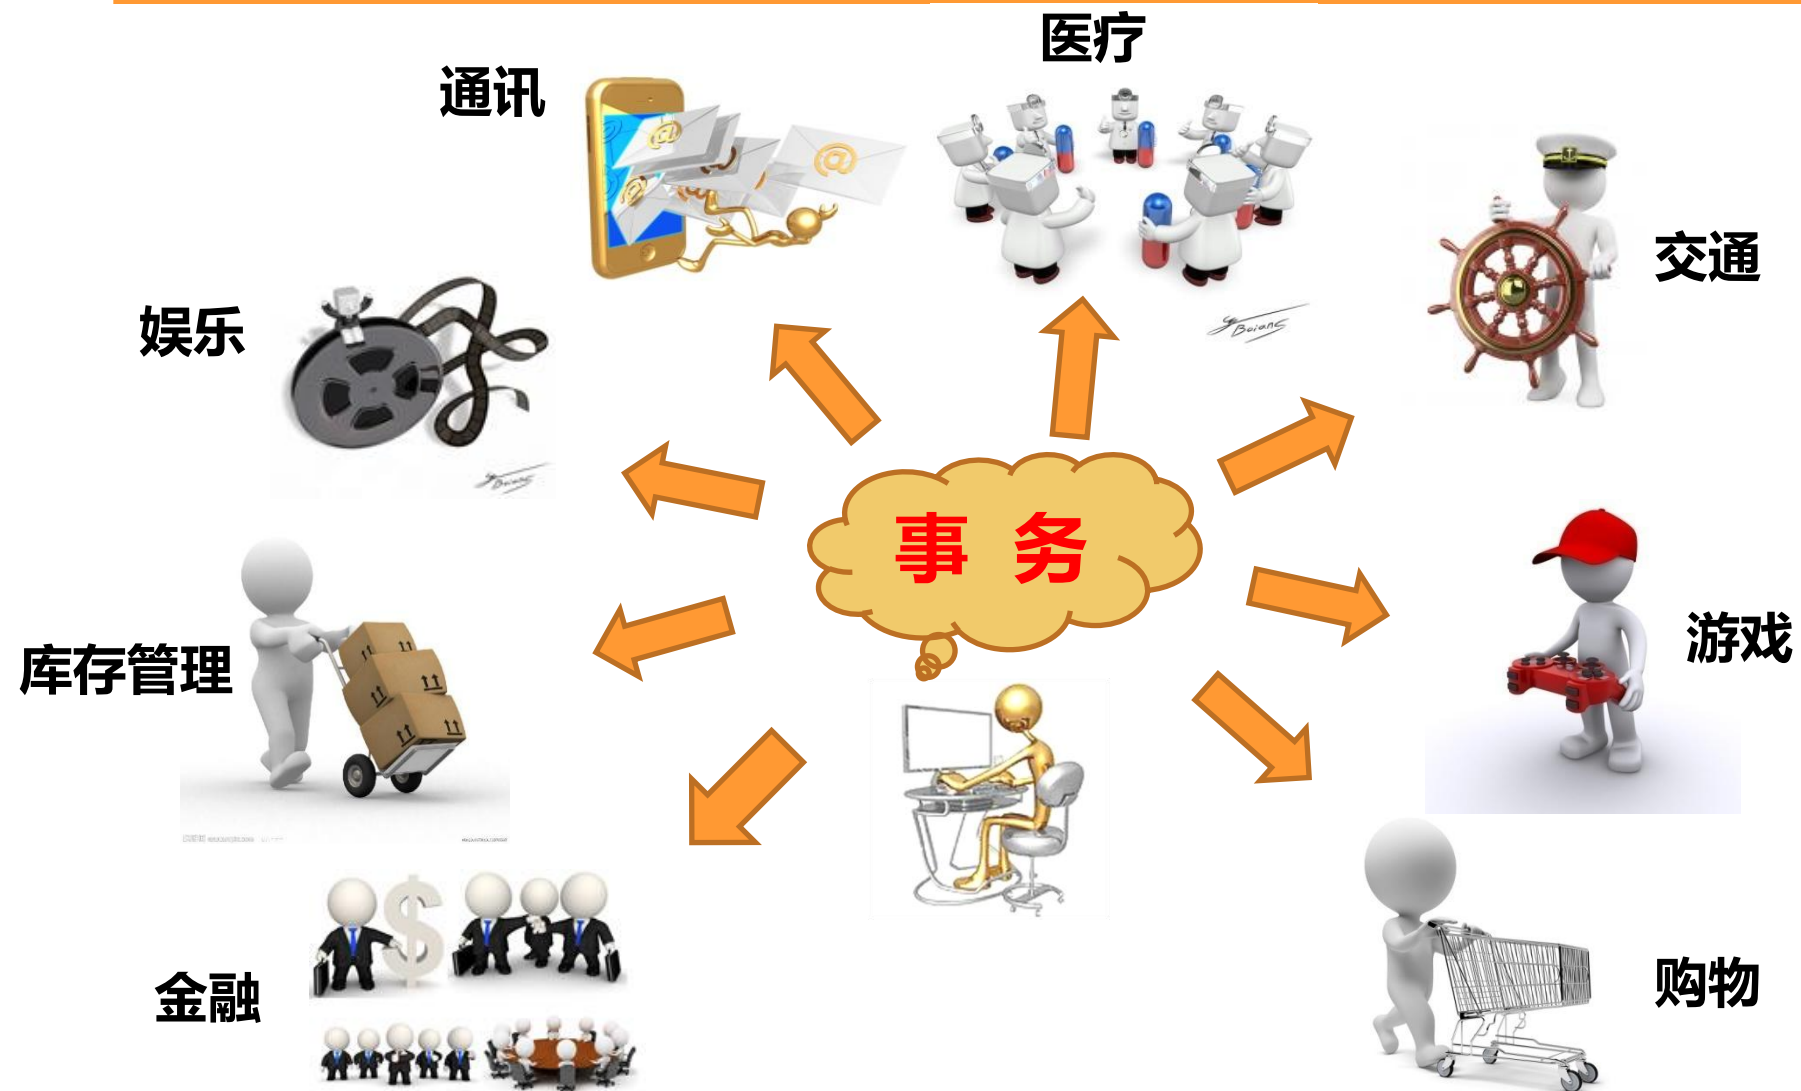 医疗
通讯
交通
娱乐
事 务
游戏
库存管理
购物
金融